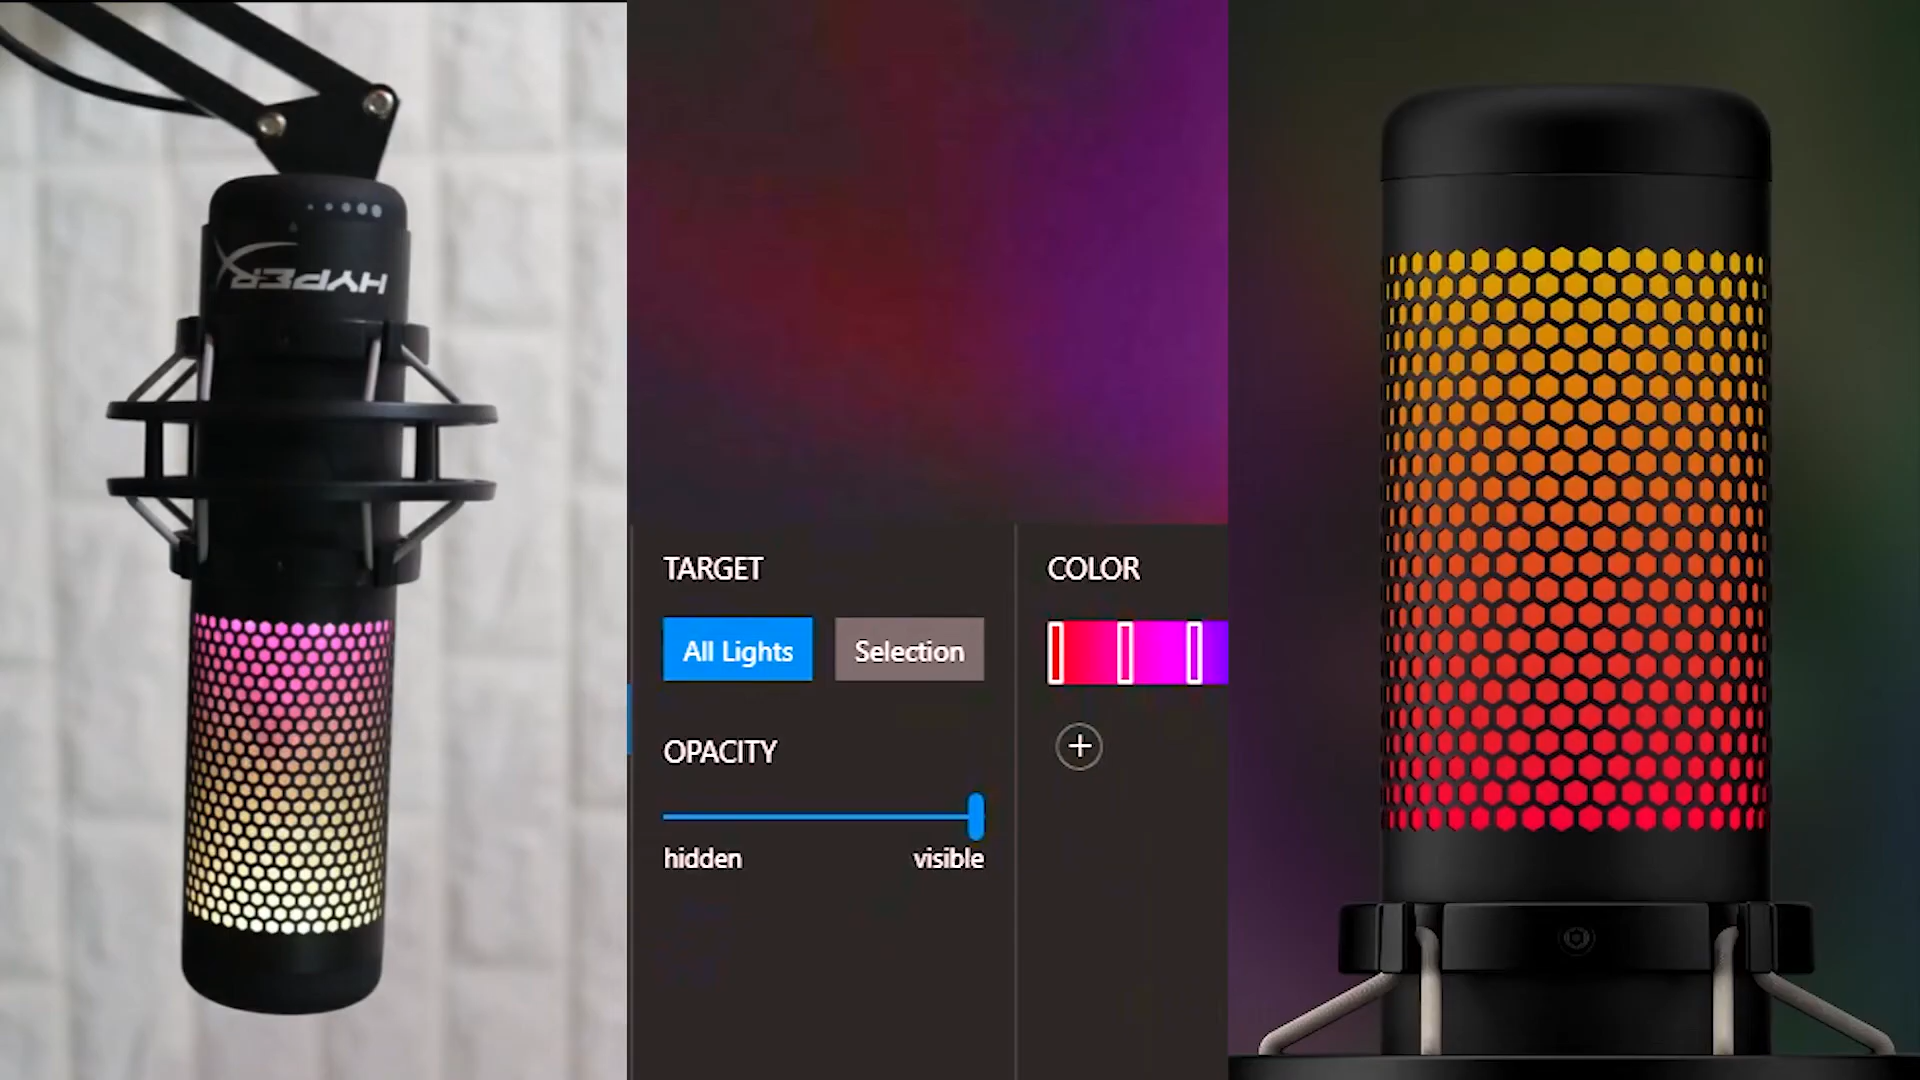 HYPER
TARGET
All Lights
Selection
OPACITY
hidden
visible
COLOR